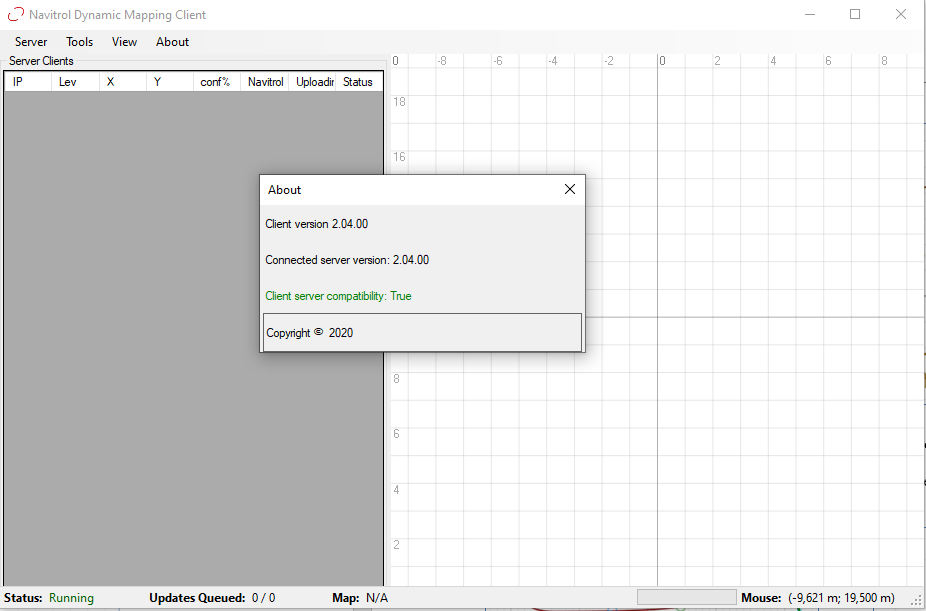 Navitrol Dynamic Mapping Client
Server Tools View About
Server Clients
IP Lev X Y conf% Navitrol Uploadin Status
0 -8 -6 -4 -2 0 2 4 6 8
18
16
About
Client version 2.04.00
Connected server version: 2.04.00
Client server compatibility: True
Copyright © 2020
8
6
4
2
Status: Running Updates Queued: 0 / 0 Map: N/A Mouse: (-9,621 m; 19,500 m)